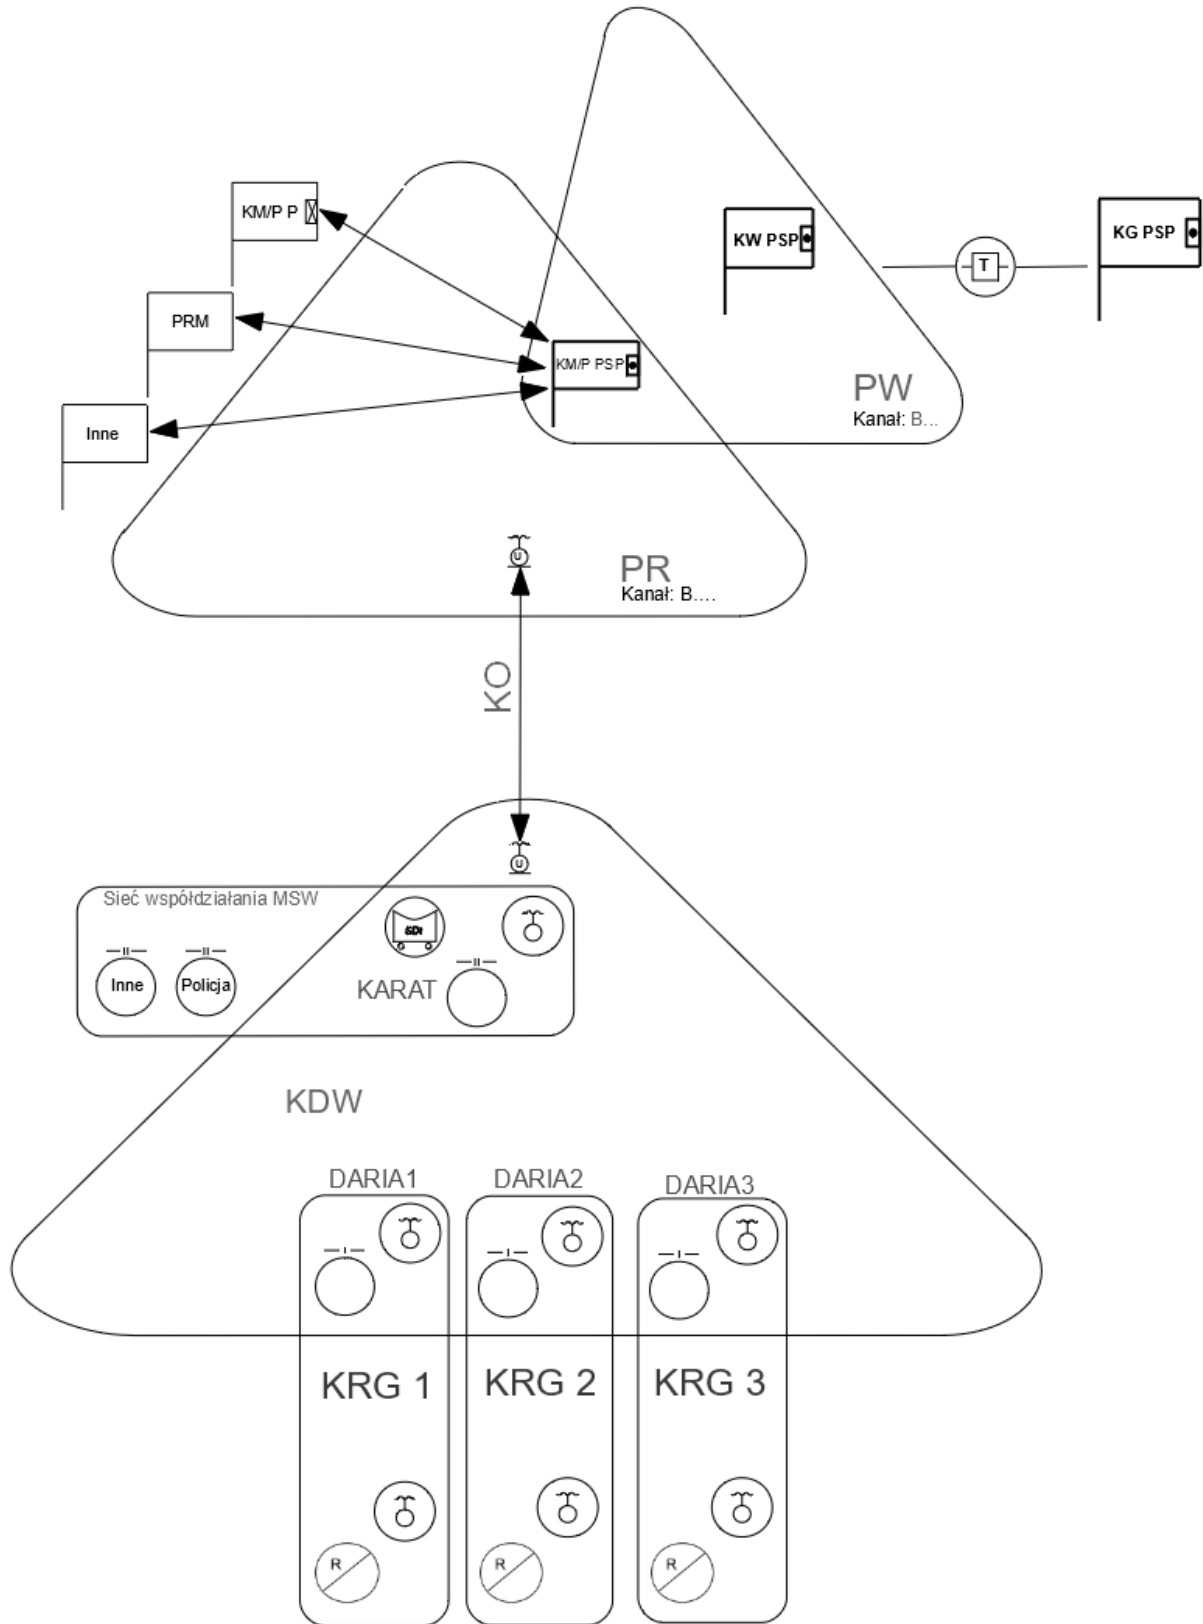 KM/P P
KW PSP
KG PSP
T
PRM
KM/P PSP
PW
Kanał: B...
Inne
U
PR
Kanał: B....
KO
U
Sieć współdziałania MSW
SDt
Inne
Policja
KARAT
KDW
DARIA1
DARIA2
DARIA3
KRG 1
KRG 2
KRG 3
R
R
R